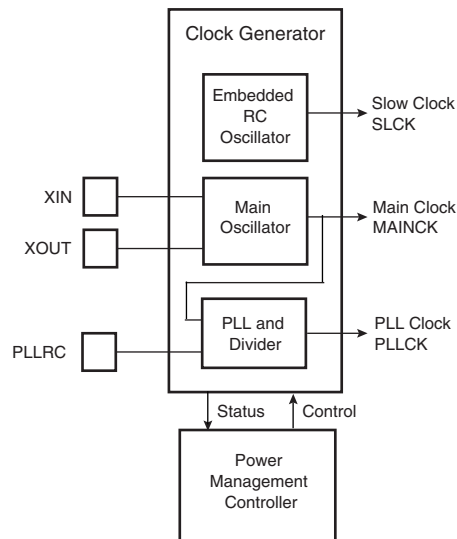 Clock Generator
Embedded
RC
Oscillator
Slow Clock
SLCK
XIN
XOUT
Main
Oscillator
Main Clock
MAINCK
PLLRC
PLL and
Divider
PLL Clock
PLLCK
Status
Control
Power
Management
Controller